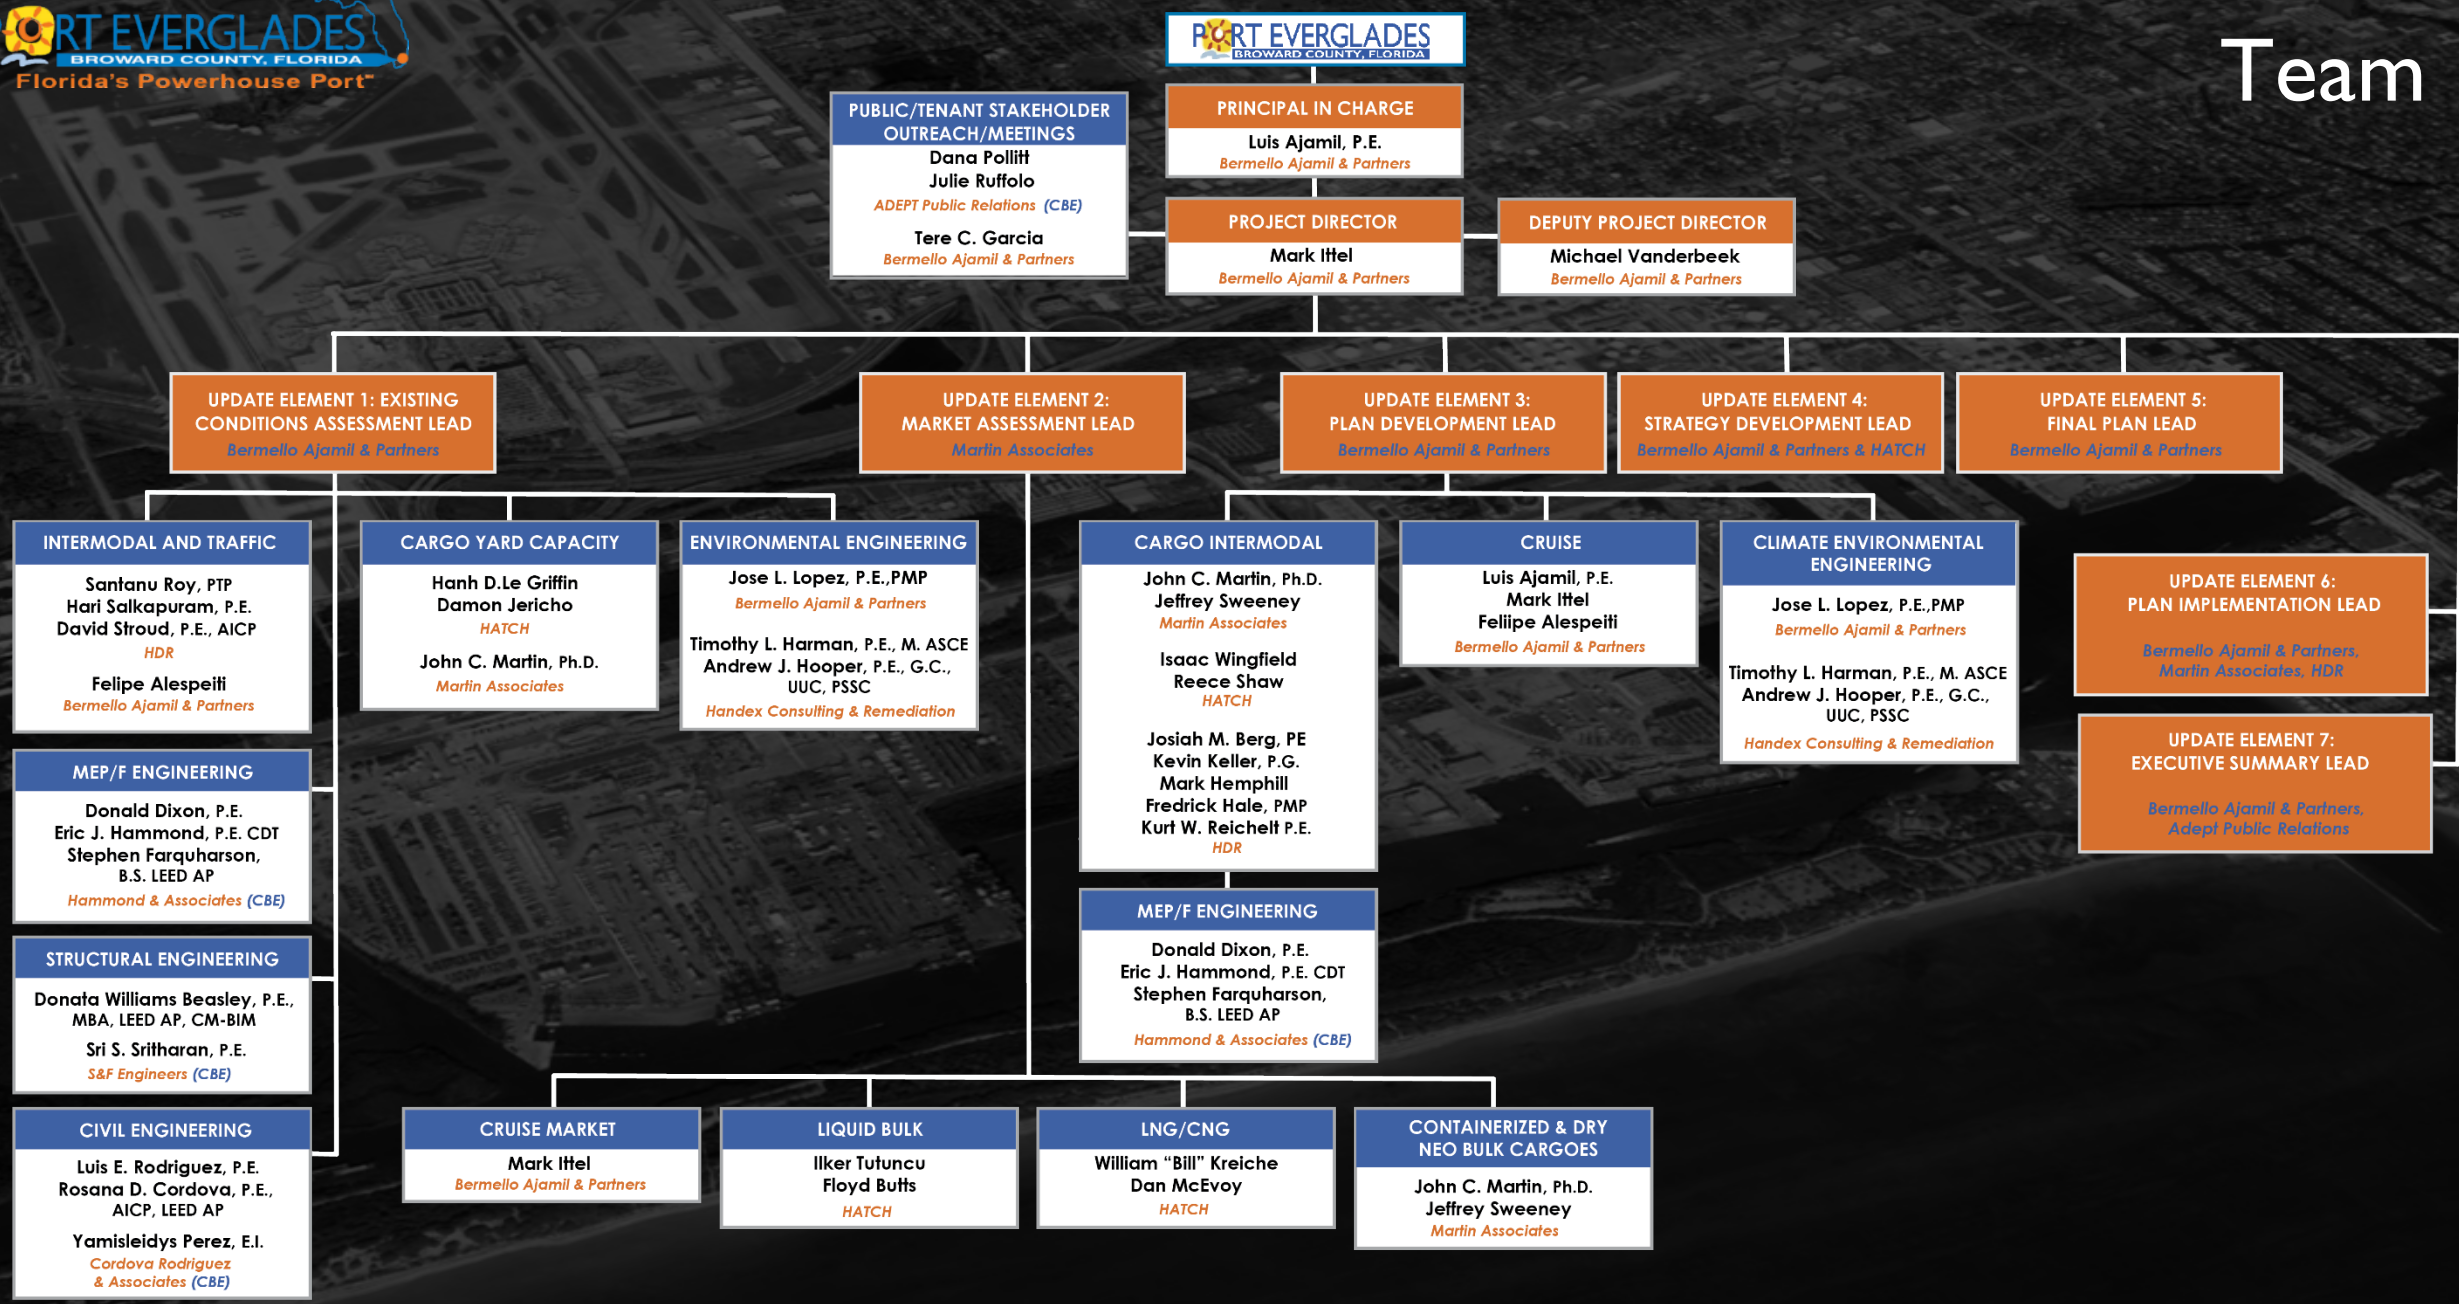 RT EVERGLADES
BROWARD COUNTY, FLORIDA
Florida's Powerhouse Port™
PORT EVERGLADES
BROWARD COUNTY, FLORIDA
Team
PUBLIC/TENANT STAKEHOLDER
OUTREACH/MEETINGS
Dana Pollitt
Julie Ruffolo
ADEPT Public Relations (CBE)
Tere C. Garcia
Bermello Ajamil & Partners
PRINCIPAL IN CHARGE
Luis Ajamil, P.E.
Bermello Ajamil & Partners
PROJECT DIRECTOR
Mark Ittel
Bermello Ajamil & Partners
DEPUTY PROJECT DIRECTOR
Michael Vanderbeek
Bermello Ajamil & Partners
UPDATE ELEMENT 1: EXISTING
CONDITIONS ASSESSMENT LEAD
Bermello Ajamil & Partners
UPDATE ELEMENT 2:
MARKET ASSESSMENT LEAD
Martin Associates
UPDATE ELEMENT 3:
PLAN DEVELOPMENT LEAD
Bermello Ajamil & Partners
UPDATE ELEMENT 4:
STRATEGY DEVELOPMENT LEAD
Bermello Ajamil & Partners & HATCH
UPDATE ELEMENT 5:
FINAL PLAN LEAD
Bermello Ajamil & Partners
INTERMODAL AND TRAFFIC
Santanu Roy, PTP
Hari Salkapuram, P.E.
David Stroud, P.E., AICP
HDR
Felipe Alespeiti
Bermello Ajamil & Partners
CARGO YARD CAPACITY
Hanh D.Le Griffin
Damon Jericho
HATCH
John C. Martin, Ph.D.
Martin Associates
ENVIRONMENTAL ENGINEERING
Jose L. Lopez, P.E.,PMP
Bermello Ajamil & Partners
Timothy L. Harman, P.E., M. ASCE
Andrew J. Hooper, P.E., G.C.,
UUC, PSSC
Handex Consulting & Remediation
CARGO INTERMODAL
John C. Martin, Ph.D.
Jeffrey Sweeney
Martin Associates
Isaac Wingfield
Reece Shaw
HATCH
Josiah M. Berg, PE
Kevin Keller, P.G.
Mark Hemphill
Fredrick Hale, PMP
Kurt W. Reichelt P.E.
HDR
CRUISE
Luis Ajamil, P.E.
Mark Ittel
Feliipe Alespeiti
Bermello Ajamil & Partners
CLIMATE ENVIRONMENTAL
ENGINEERING
Jose L. Lopez, P.E.,PMP
Bermello Ajamil & Partners
Timothy L. Harman, P.E., M. ASCE
Andrew J. Hooper, P.E., G.C.,
UUC, PSSC
Handex Consulting & Remediation
UPDATE ELEMENT 6:
PLAN IMPLEMENTATION LEAD
Bermello Ajamil & Partners,
Martin Associates, HDR
UPDATE ELEMENT 7:
EXECUTIVE SUMMARY LEAD
Bermello Ajamil & Partners,
Adept Public Relations
MEP/F ENGINEERING
Donald Dixon, P.E.
Eric J. Hammond, P.E. CDT
Stephen Farquharson,
B.S. LEED AP
Hammond & Associates (CBE)
STRUCTURAL ENGINEERING
Donata Williams Beasley, P.E.,
MBA, LEED AP, CM-BIM
Sri S. Sritharan, P.E.
S&F Engineers (CBE)
CIVIL ENGINEERING
Luis E. Rodriguez, P.E.
Rosana D. Cordova, P.E.,
AICP, LEED AP
Yamisleidys Perez, E.I.
Cordova Rodriguez
& Associates (CBE)
MEP/F ENGINEERING
Donald Dixon, P.E.
Eric J. Hammond, P.E. CDT
Stephen Farquharson,
B.S. LEED AP
Hammond & Associates (CBE)
CRUISE MARKET
Mark Ittel
Bermello Ajamil & Partners
LIQUID BULK
Ilker Tutuncu
Floyd Butts
HATCH
LNG/CNG
William “Bill” Kreiche
Dan McEvoy
HATCH
CONTAINERIZED & DRY
NEO BULK CARGOES
John C. Martin, Ph.D.
Jeffrey Sweeney
Martin Associates